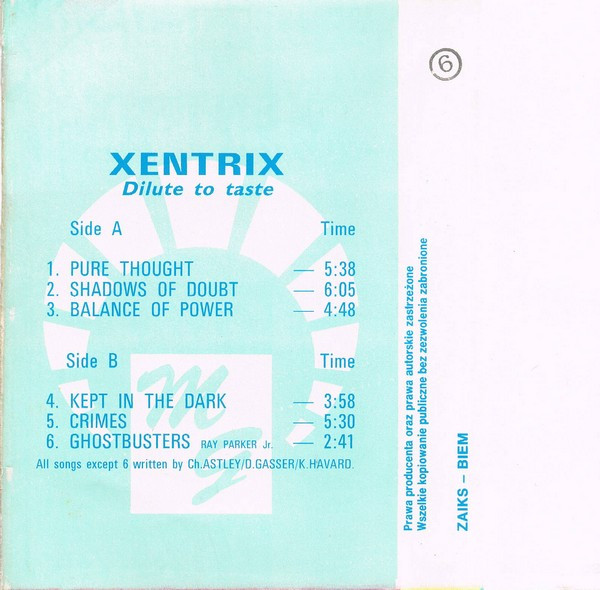 XENTRIX
Dilute to taste
Side A Time
1. PURE THOUGHT — 5:38
2. SHADOWS OF DOUBT — 6:05
3. BALANCE OF POWER — 4:48
Side B Time
4. KEPT IN THE DARK — 3:58
5. CRIMES — 5:30
6. GHOSTBUSTERS RAY PARKER Jr. — 2:41
All songs except 6 written by Ch.ASTLEY/D.GASSER/K.HAVARD.
MG
6
Prawa producenta oraz prawa autorskie zastrzeżone
Wszelkie kopiowanie publiczne bez zezwolenia zabronione
ZAIKS – BIEM